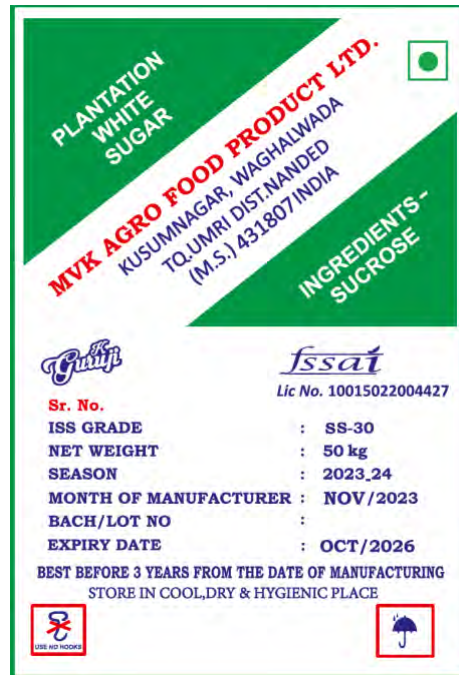 PLANTATION
WHITE
SUGAR
MVK AGRO FOOD PRODUCT LTD.
KUSUMNAGAR, WAGHALWADA
TQ.UMRI DIST.NANDED
(M.S.) 431807 INDIA
INGREDIENTS -
SUCROSE
K
Guruji
fssai
Lic No. 10015022004427
Sr. No.
ISS GRADE : SS-30
NET WEIGHT : 50 kg
SEASON : 2023_24
MONTH OF MANUFACTURER : NOV/2023
BACH/LOT NO :
EXPIRY DATE : OCT/2026
BEST BEFORE 3 YEARS FROM THE DATE OF MANUFACTURING
STORE IN COOL,DRY & HYGIENIC PLACE
USE NO HOOKS